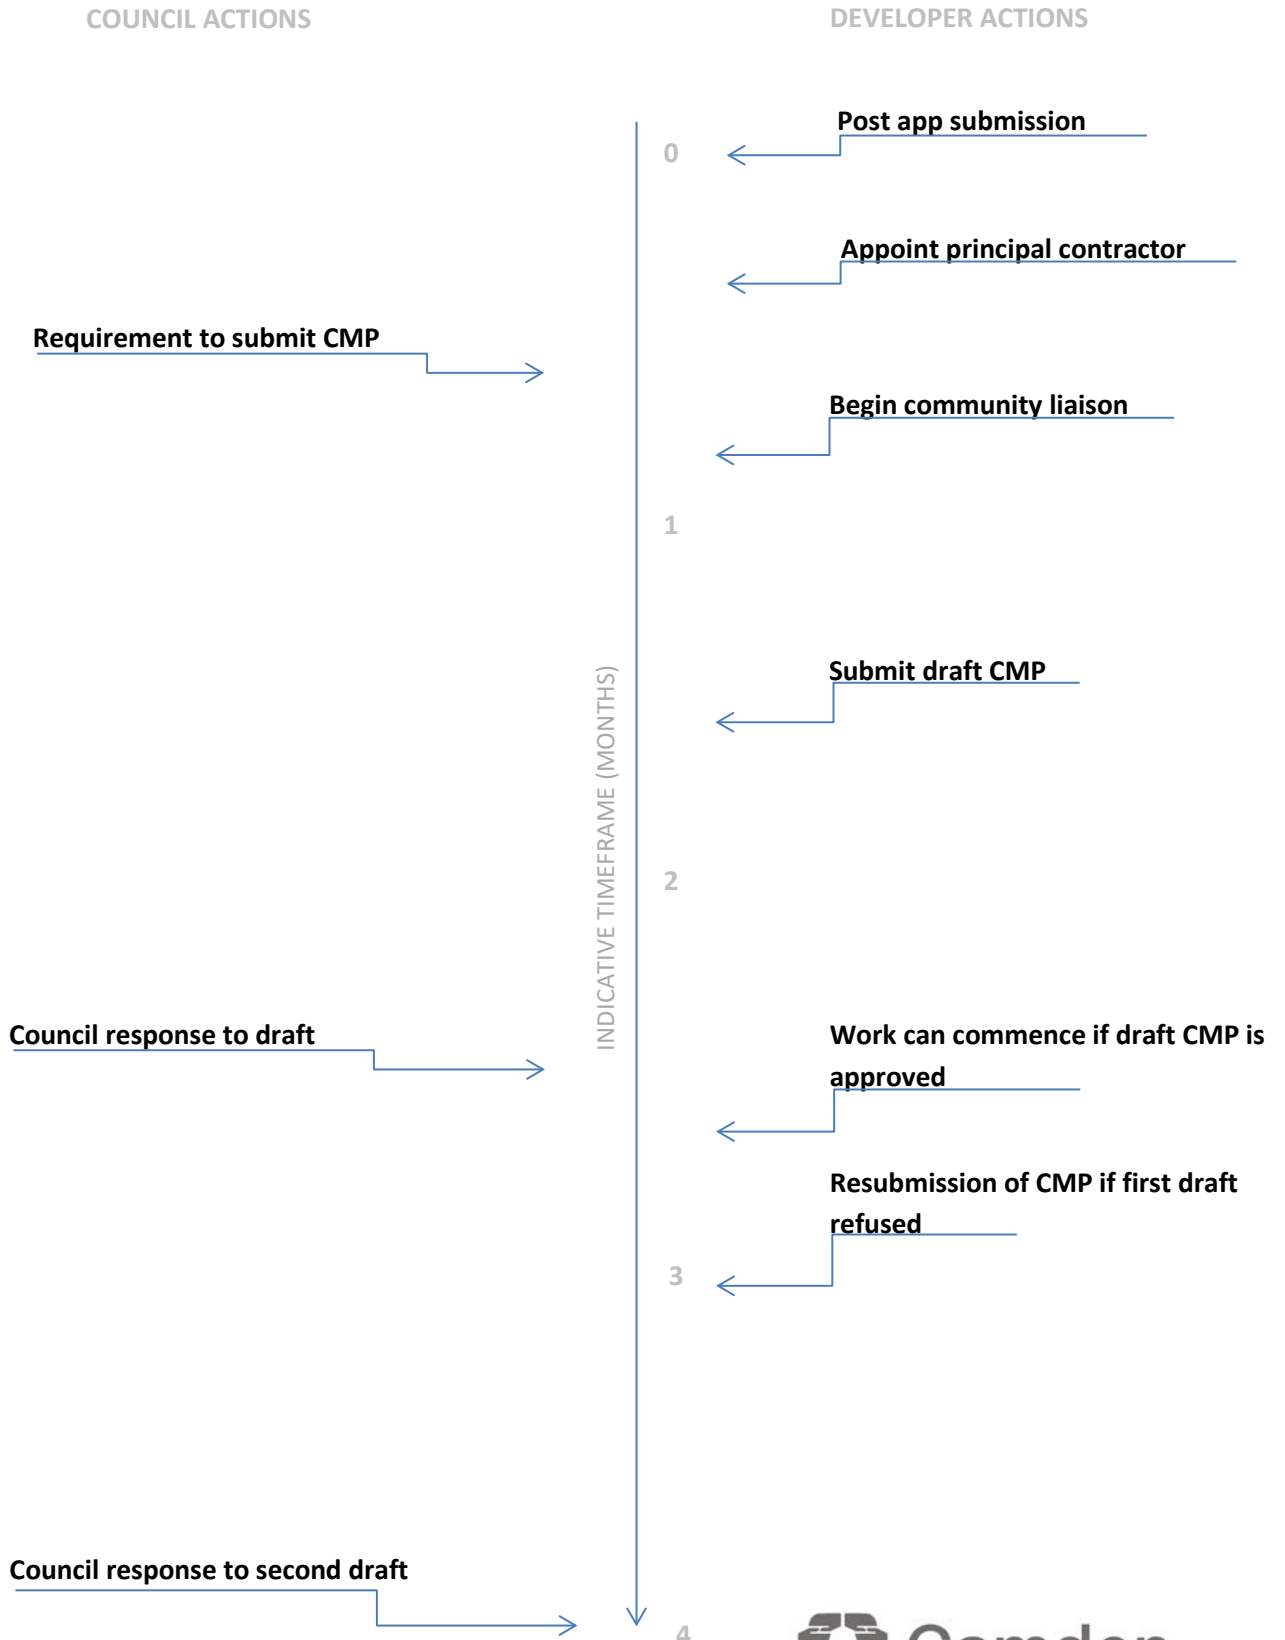 COUNCIL ACTIONS
DEVELOPER ACTIONS
Post app submission
0
Appoint principal contractor
Requirement to submit CMP
Begin community liaison
1
Submit draft CMP
INDICATIVE TIMEFRAME (MONTHS)
2
Council response to draft
Work can commence if draft CMP is
approved
Resubmission of CMP if first draft
refused
3
Council response to second draft
4
Camden